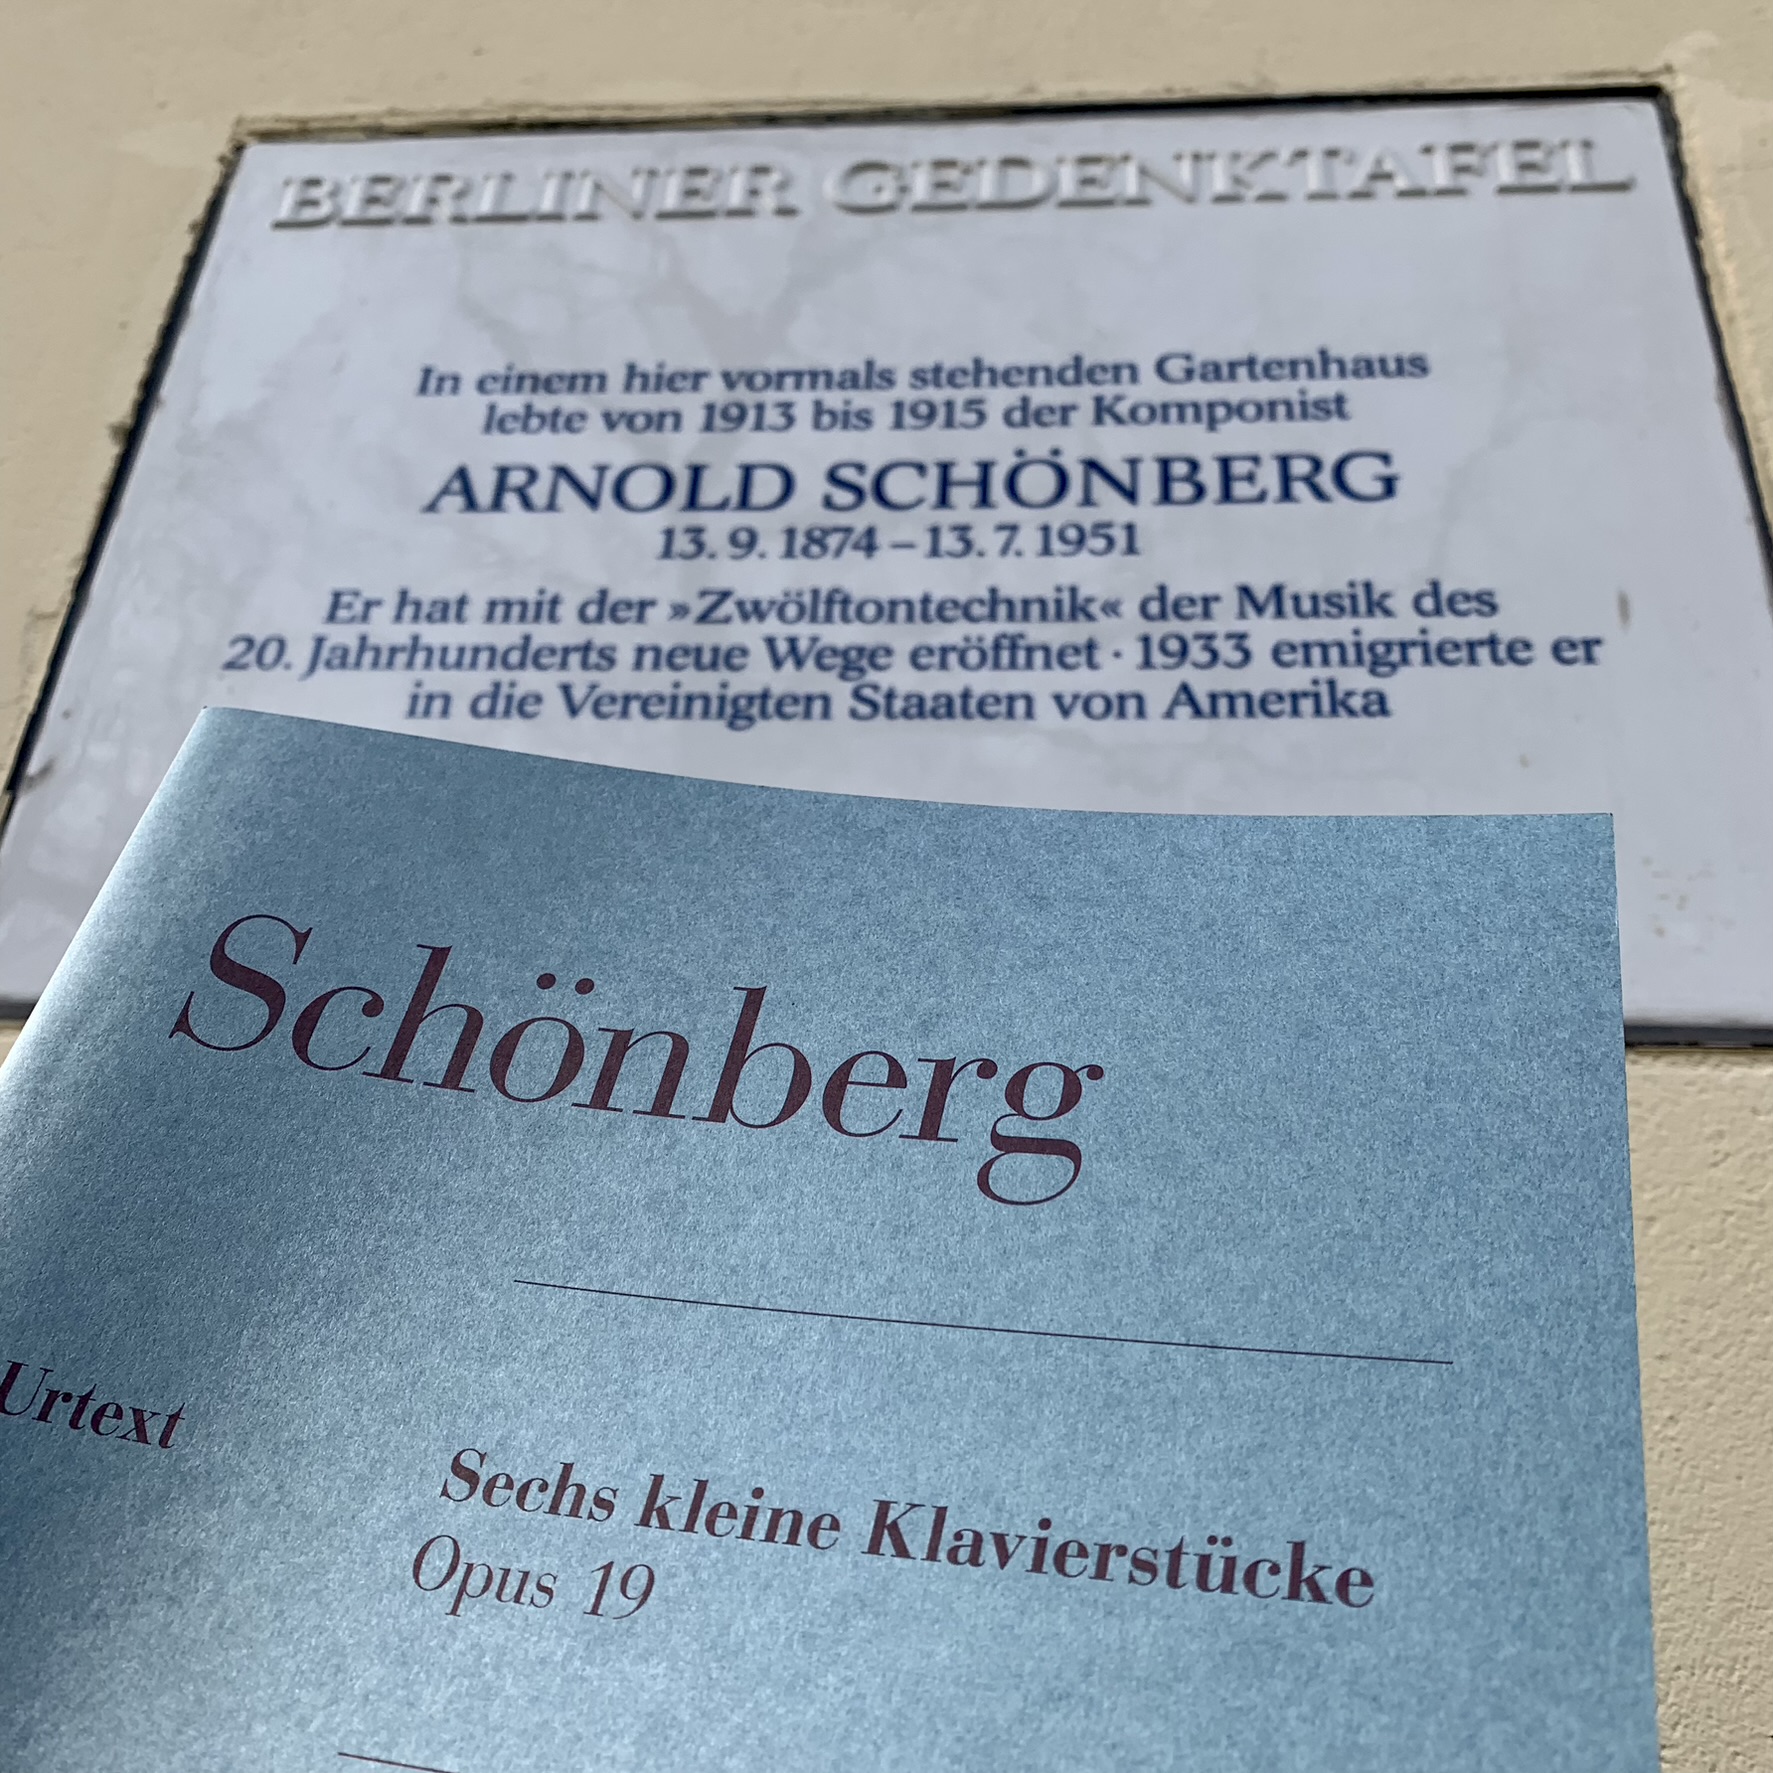 BERLINER GEDENKTAFEL
In einem hier vormals stehenden Gartenhaus
lebte von 1913 bis 1915 der Komponist
ARNOLD SCHÖNBERG
13. 9. 1874 – 13. 7. 1951
Er hat mit der »Zwölftontechnik« der Musik des
20. Jahrhunderts neue Wege eröffnet · 1933 emigrierte er
in die Vereinigten Staaten von Amerika
Schönberg
Urtext
Sechs kleine Klavierstücke
Opus 19